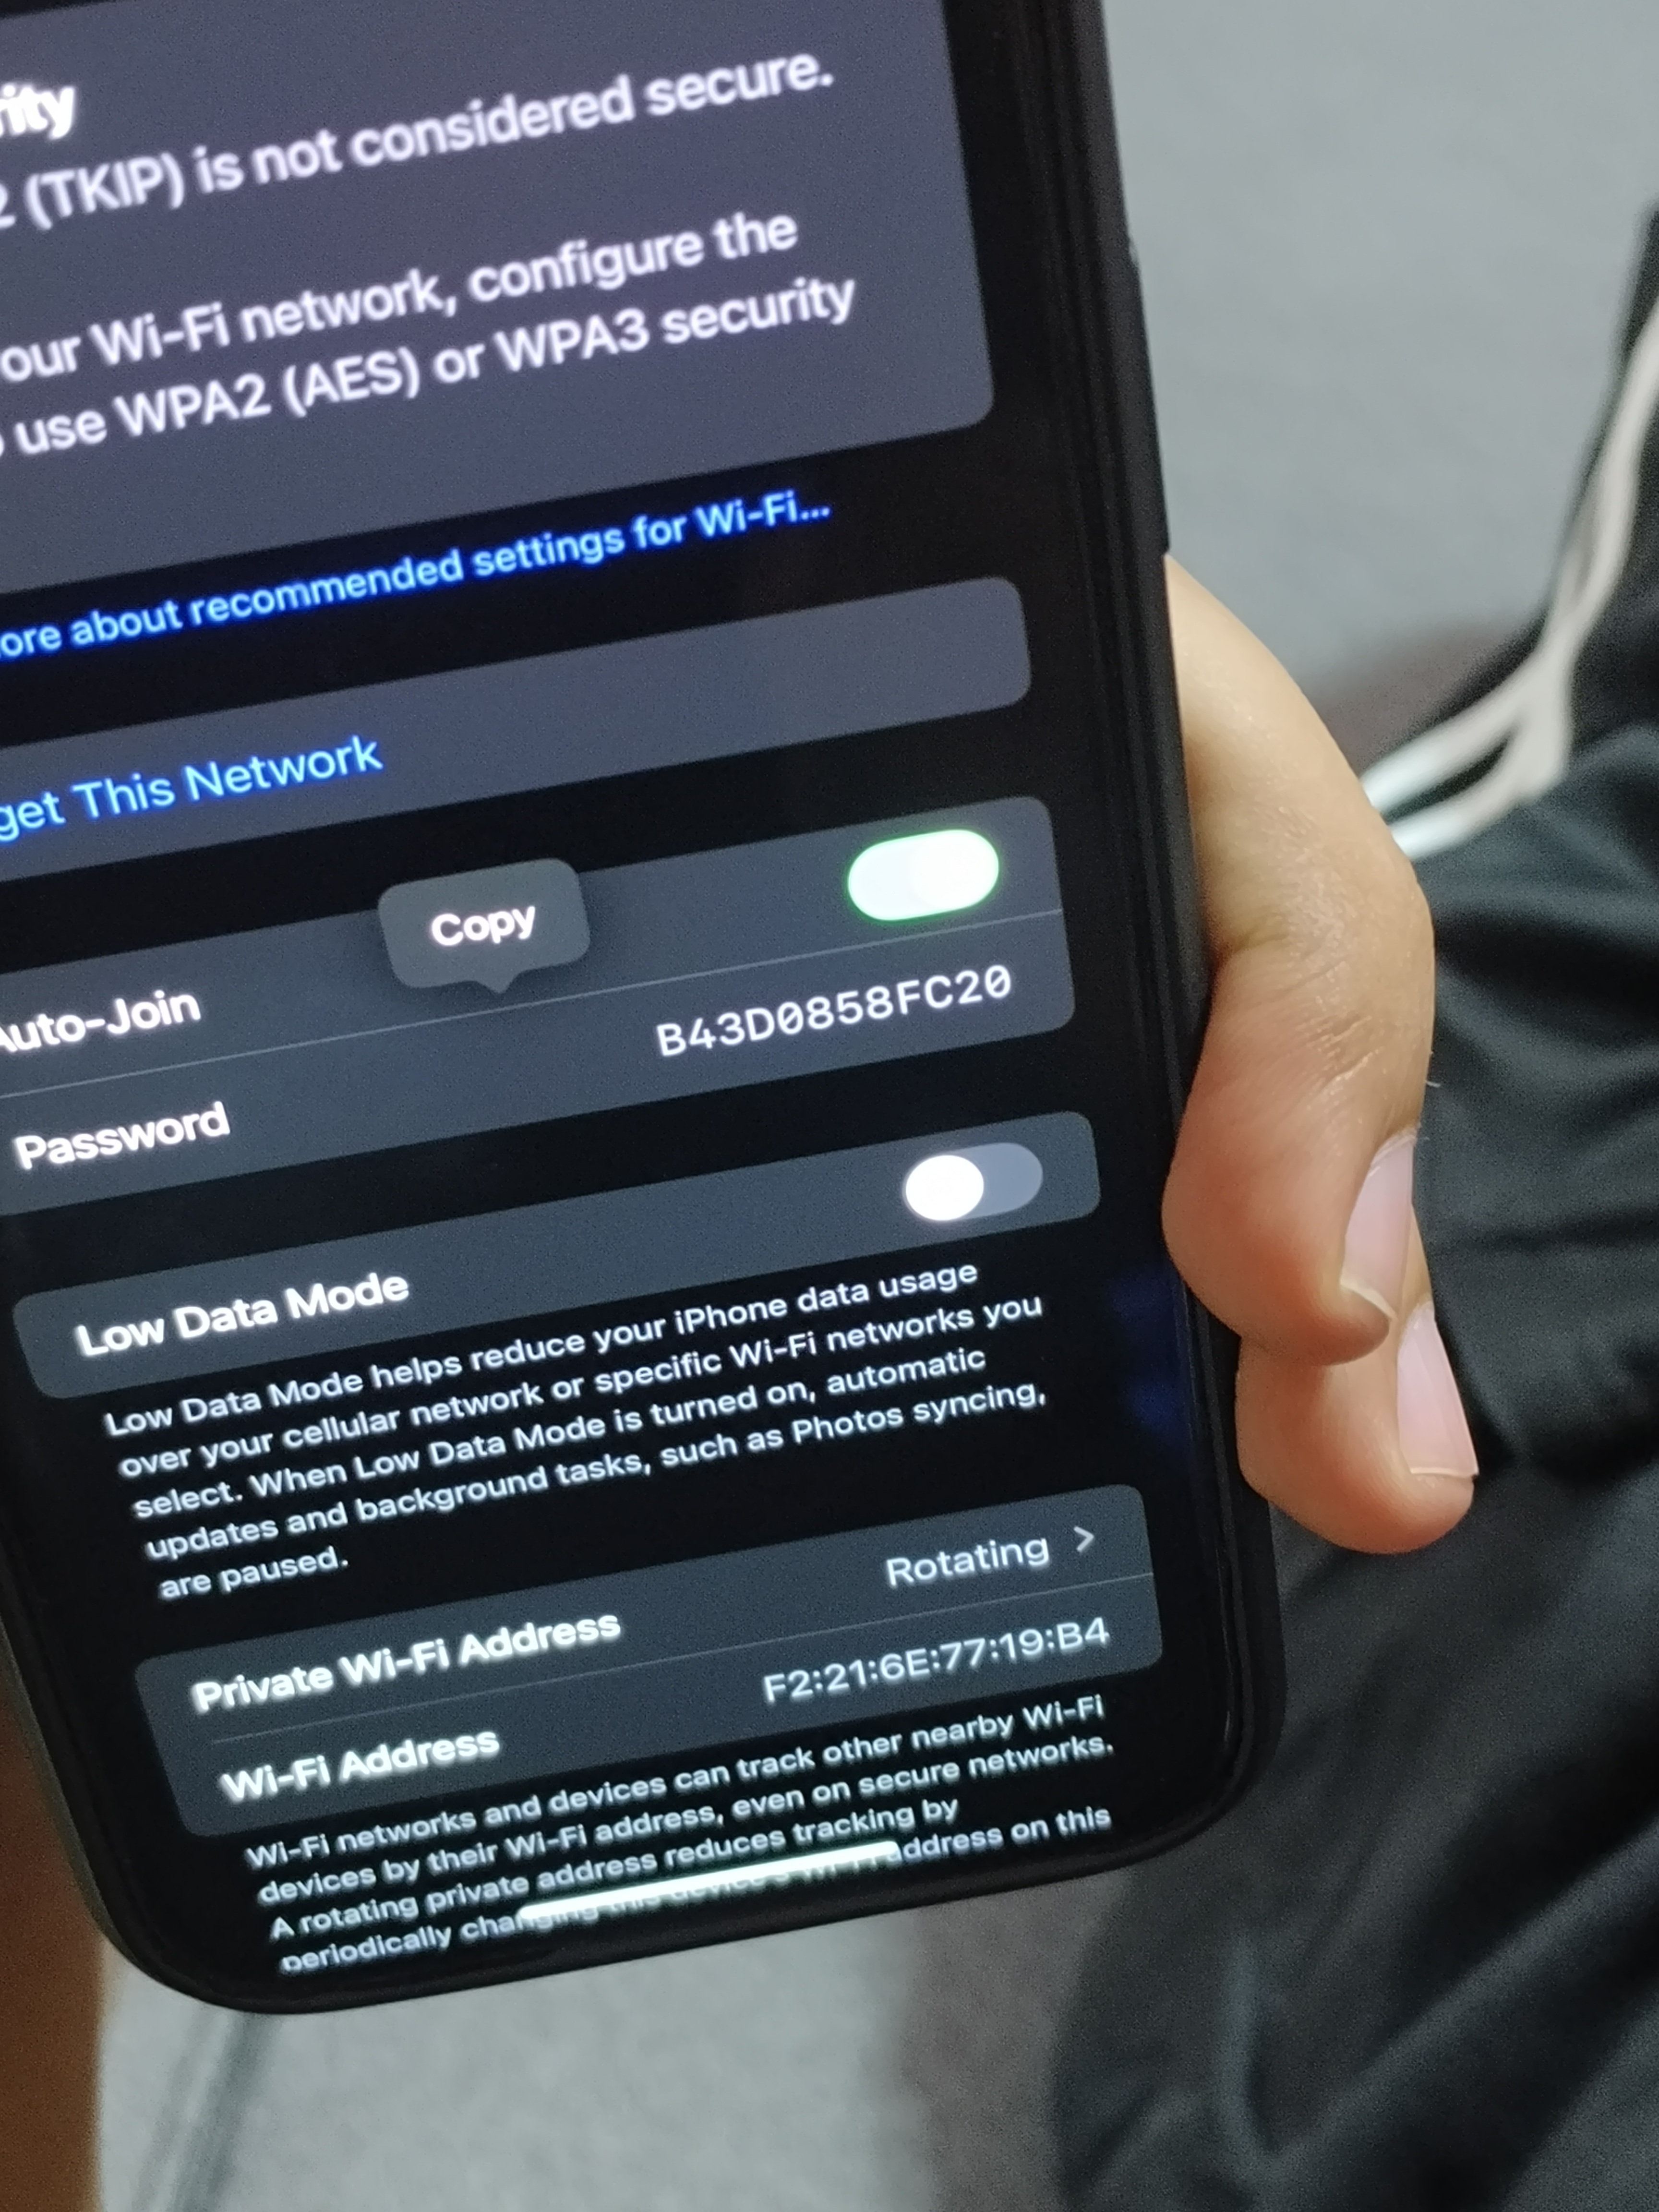 rity
2 (TKIP) is not considered secure.
our Wi-Fi network, configure the
o use WPA2 (AES) or WPA3 security
ore about recommended settings for Wi-Fi...
get This Network
Copy
Auto-Join
Password B43D0858FC20
Low Data Mode
Low Data Mode helps reduce your iPhone data usage
over your cellular network or specific Wi-Fi networks you
select. When Low Data Mode is turned on, automatic
updates and background tasks, such as Photos syncing,
are paused.
Private Wi-Fi Address Rotating >
Wi-Fi Address F2:21:6E:77:19:B4
Wi-Fi networks and devices can track other nearby Wi-Fi
devices by their Wi-Fi address, even on secure networks.
A rotating private address reduces tracking by
periodically changing this device's Wi-Fi address on this